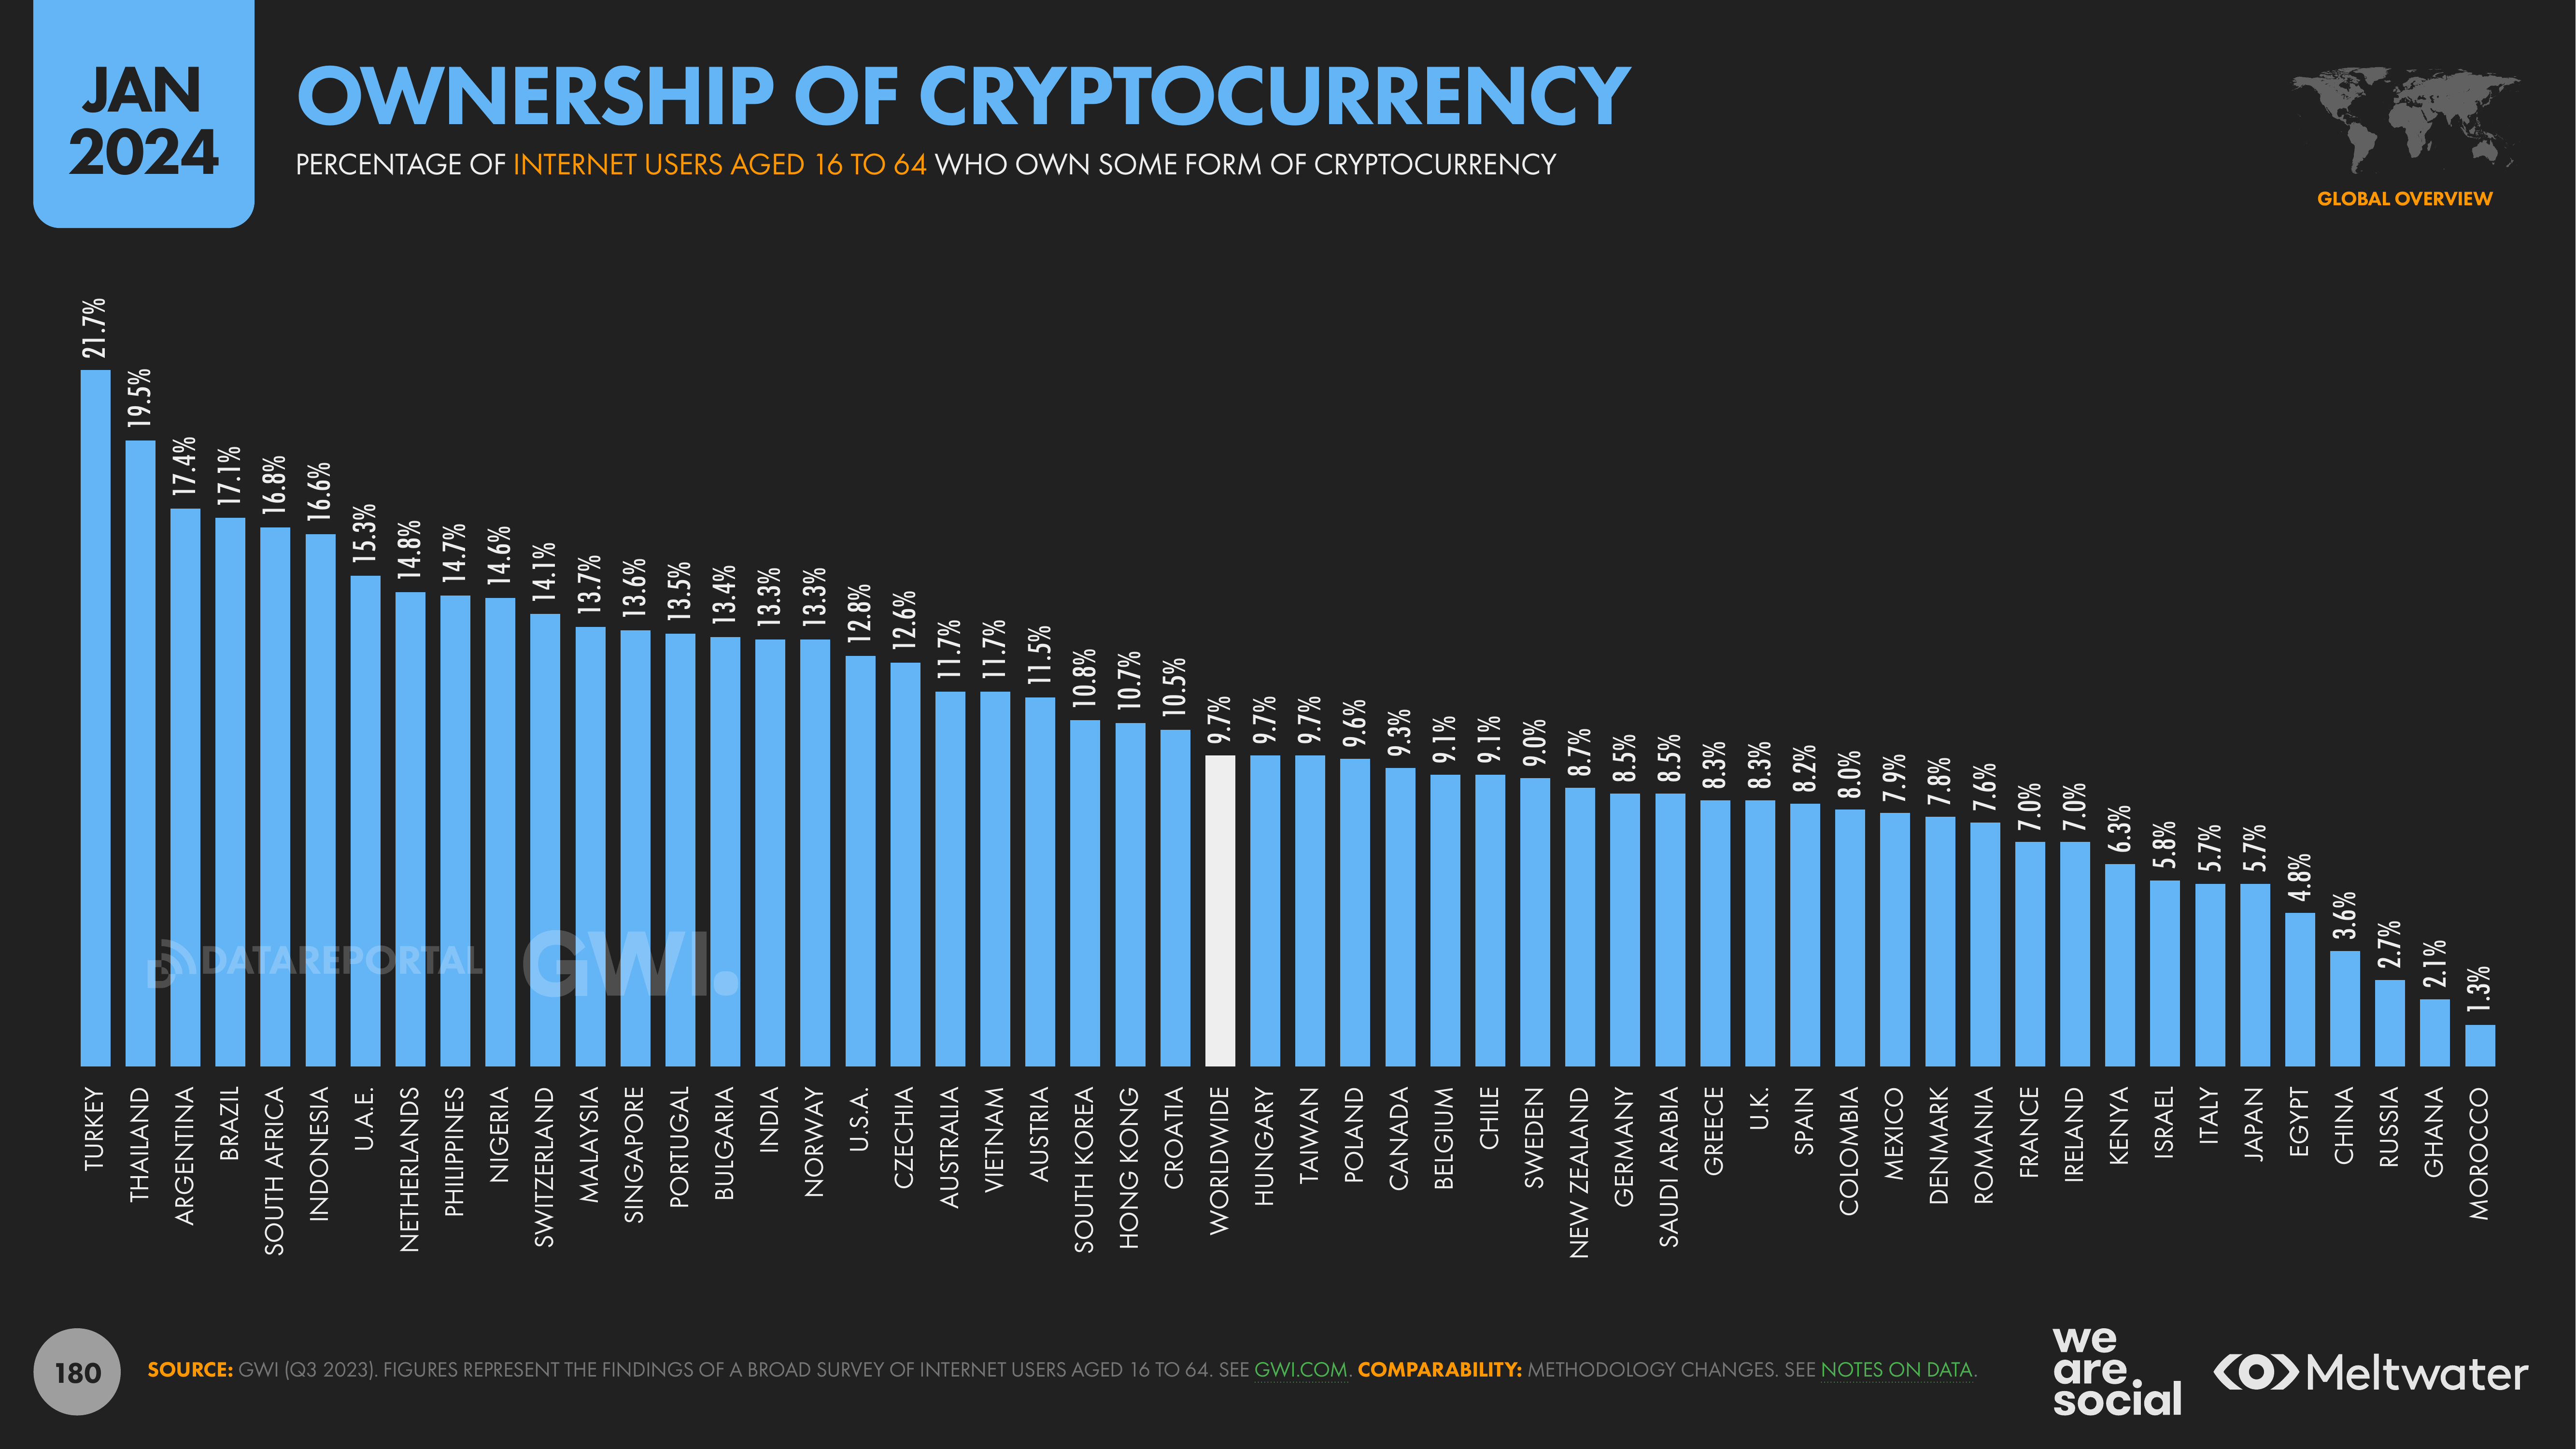 JAN
2024
OWNERSHIP OF CRYPTOCURRENCY
PERCENTAGE OF INTERNET USERS AGED 16 TO 64 WHO OWN SOME FORM OF CRYPTOCURRENCY
GLOBAL OVERVIEW
21.7%
19.5%
17.4%
17.1%
16.8%
16.6%
15.3%
14.8%
14.7%
14.6%
14.1%
13.7%
13.6%
13.5%
13.4%
13.3%
13.3%
12.8%
12.6%
11.7%
11.7%
11.5%
10.8%
10.7%
10.5%
9.7%
9.7%
9.7%
9.6%
9.3%
9.1%
9.1%
9.0%
8.7%
8.5%
8.5%
8.3%
8.3%
8.2%
8.0%
7.9%
7.8%
7.6%
7.0%
7.0%
6.3%
5.8%
5.7%
5.7%
4.8%
3.6%
2.7%
2.1%
1.3%
DATAREPORTAL
GWI.
TURKEY
THAILAND
ARGENTINA
BRAZIL
SOUTH AFRICA
INDONESIA
U.A.E.
NETHERLANDS
PHILIPPINES
NIGERIA
SWITZERLAND
MALAYSIA
SINGAPORE
PORTUGAL
BULGARIA
INDIA
NORWAY
U.S.A.
CZECHIA
AUSTRALIA
VIETNAM
AUSTRIA
SOUTH KOREA
HONG KONG
CROATIA
WORLDWIDE
HUNGARY
TAIWAN
POLAND
CANADA
BELGIUM
CHILE
SWEDEN
NEW ZEALAND
GERMANY
SAUDI ARABIA
GREECE
U.K.
SPAIN
COLOMBIA
MEXICO
DENMARK
ROMANIA
FRANCE
IRELAND
KENYA
ISRAEL
ITALY
JAPAN
EGYPT
CHINA
RUSSIA
GHANA
MOROCCO
180
SOURCE: GWI (Q3 2023). FIGURES REPRESENT THE FINDINGS OF A BROAD SURVEY OF INTERNET USERS AGED 16 TO 64. SEE GWI.COM. COMPARABILITY: METHODOLOGY CHANGES. SEE NOTES ON DATA.
we
are
social
Meltwater